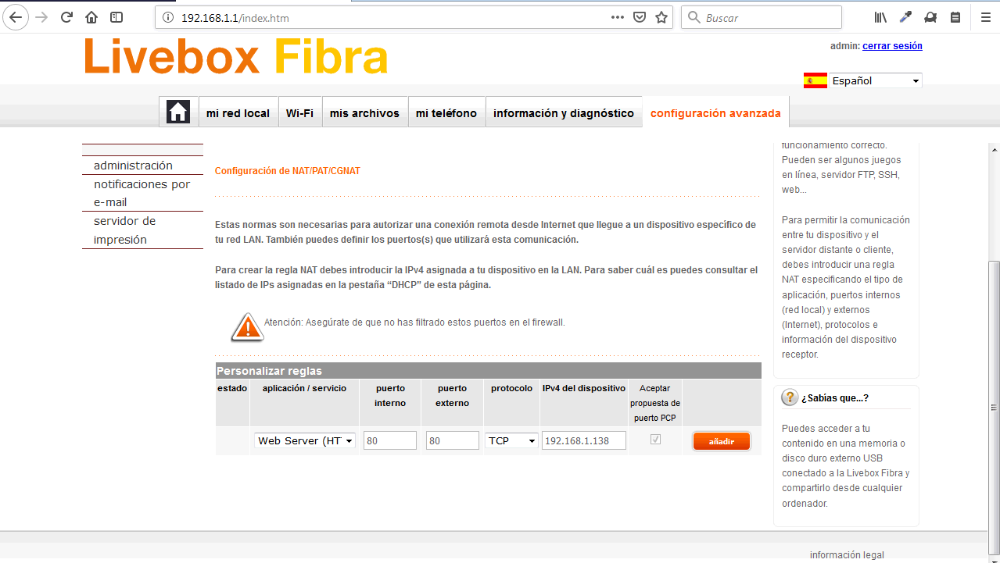 192.168.1.1/index.htm
Buscar
Livebox Fibra
admin: cerrar sesión
Español
mi red local
Wi-Fi
mis archivos
mi teléfono
información y diagnóstico
configuración avanzada
administración
notificaciones por
e-mail
servidor de
impresión
Configuración de NAT/PAT/CGNAT
Estas normas son necesarias para autorizar una conexión remota desde Internet que llegue a un dispositivo específico de
tu red LAN. También puedes definir los puertos(s) que utilizará esta comunicación.
Para crear la regla NAT debes introducir la IPv4 asignada a tu dispositivo en la LAN. Para saber cuál es puedes consultar el
listado de IPs asignadas en la pestaña “DHCP” de esta página.
Atención: Asegúrate de que no has filtrado estos puertos en el firewall.
Personalizar reglas
estado
aplicación / servicio
puerto
interno
puerto
externo
protocolo
IPv4 del dispositivo
Aceptar
propuesta de
puerto PCP
Web Server (HT
80
80
TCP
192.168.1.138
añadir
funcionamiento correcto.
Pueden ser algunos juegos
en línea, servidor FTP, SSH,
web...
Para permitir la comunicación
entre tu dispositivo y el
servidor distante o cliente,
debes introducir una regla
NAT especificando el tipo de
aplicación, puertos internos
(red local) y externos
(Internet), protocolos e
información del dispositivo
receptor.
¿Sabias que...?
Puedes acceder a tu
contenido en una memoria o
disco duro externo USB
conectado a la Livebox Fibra y
compartirlo desde cualquier
ordenador.
información legal